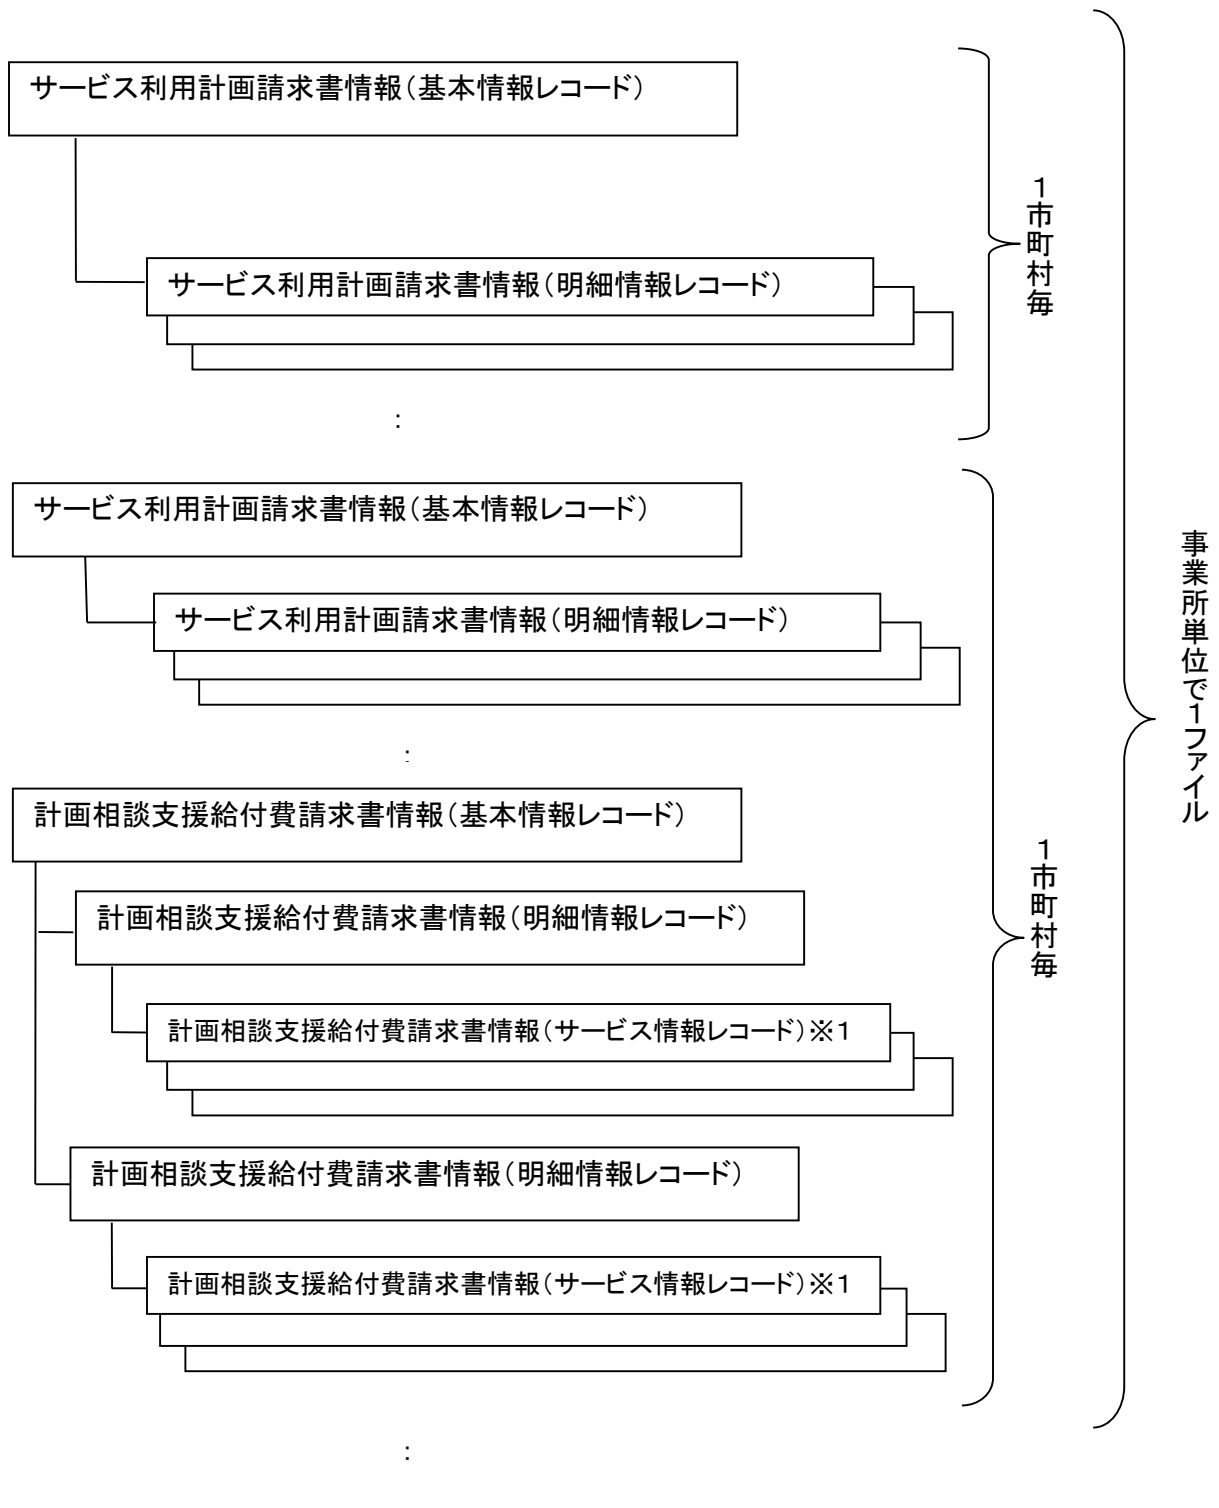 サービス利用計画請求書情報（基本情報レコード）
サービス利用計画請求書情報（明細情報レコード）
：
１市町村毎
サービス利用計画請求書情報（基本情報レコード）
サービス利用計画請求書情報（明細情報レコード）
：
計画相談支援給付費請求書情報（基本情報レコード）
計画相談支援給付費請求書情報（明細情報レコード）
計画相談支援給付費請求書情報（サービス情報レコード）※１
計画相談支援給付費請求書情報（明細情報レコード）
計画相談支援給付費請求書情報（サービス情報レコード）※１
：
１市町村毎
事業所単位で１ファイル